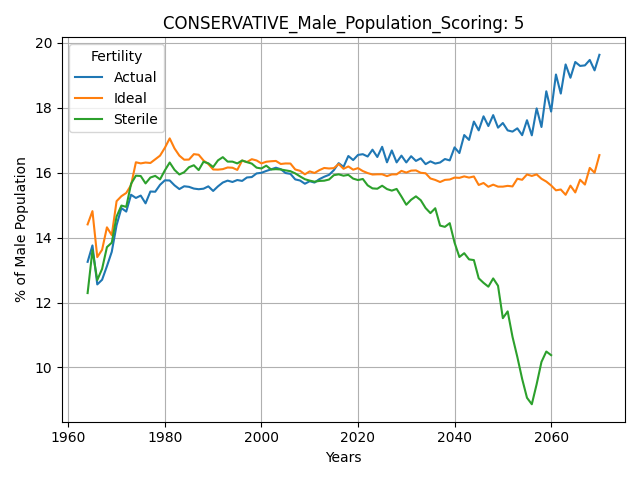 CONSERVATIVE_Male_Population_Scoring: 5
Fertility
Actual
Ideal
Sterile
% of Male Population
20
18
16
14
12
10
1960
1980
2000
2020
2040
2060
Years